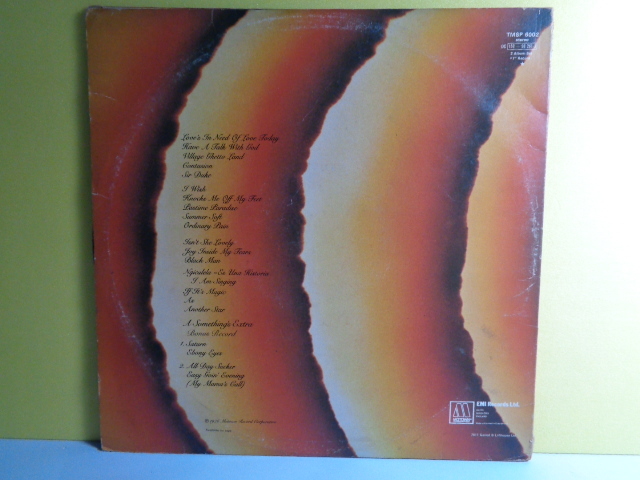 TMSP 6002
stereo
Love's In Need Of Love Today
Have A Talk With God
Village Ghetto Land
Contusion
Sir Duke
I Wish
Knocks Me Off My Feet
Pastime Paradise
Summer Soft
Ordinary Pain
Isn't She Lovely
Joy Inside My Tears
Black Man
Ngiculela - Es Una Historia
I Am Singing
If It's Magic
As
Another Star
A Something's Extra
Bonus Record
1. Saturn
Ebony Eyes
2. All Day Sucker
Easy Goin' Evening
(My Mama's Call)
EMI Records Ltd.